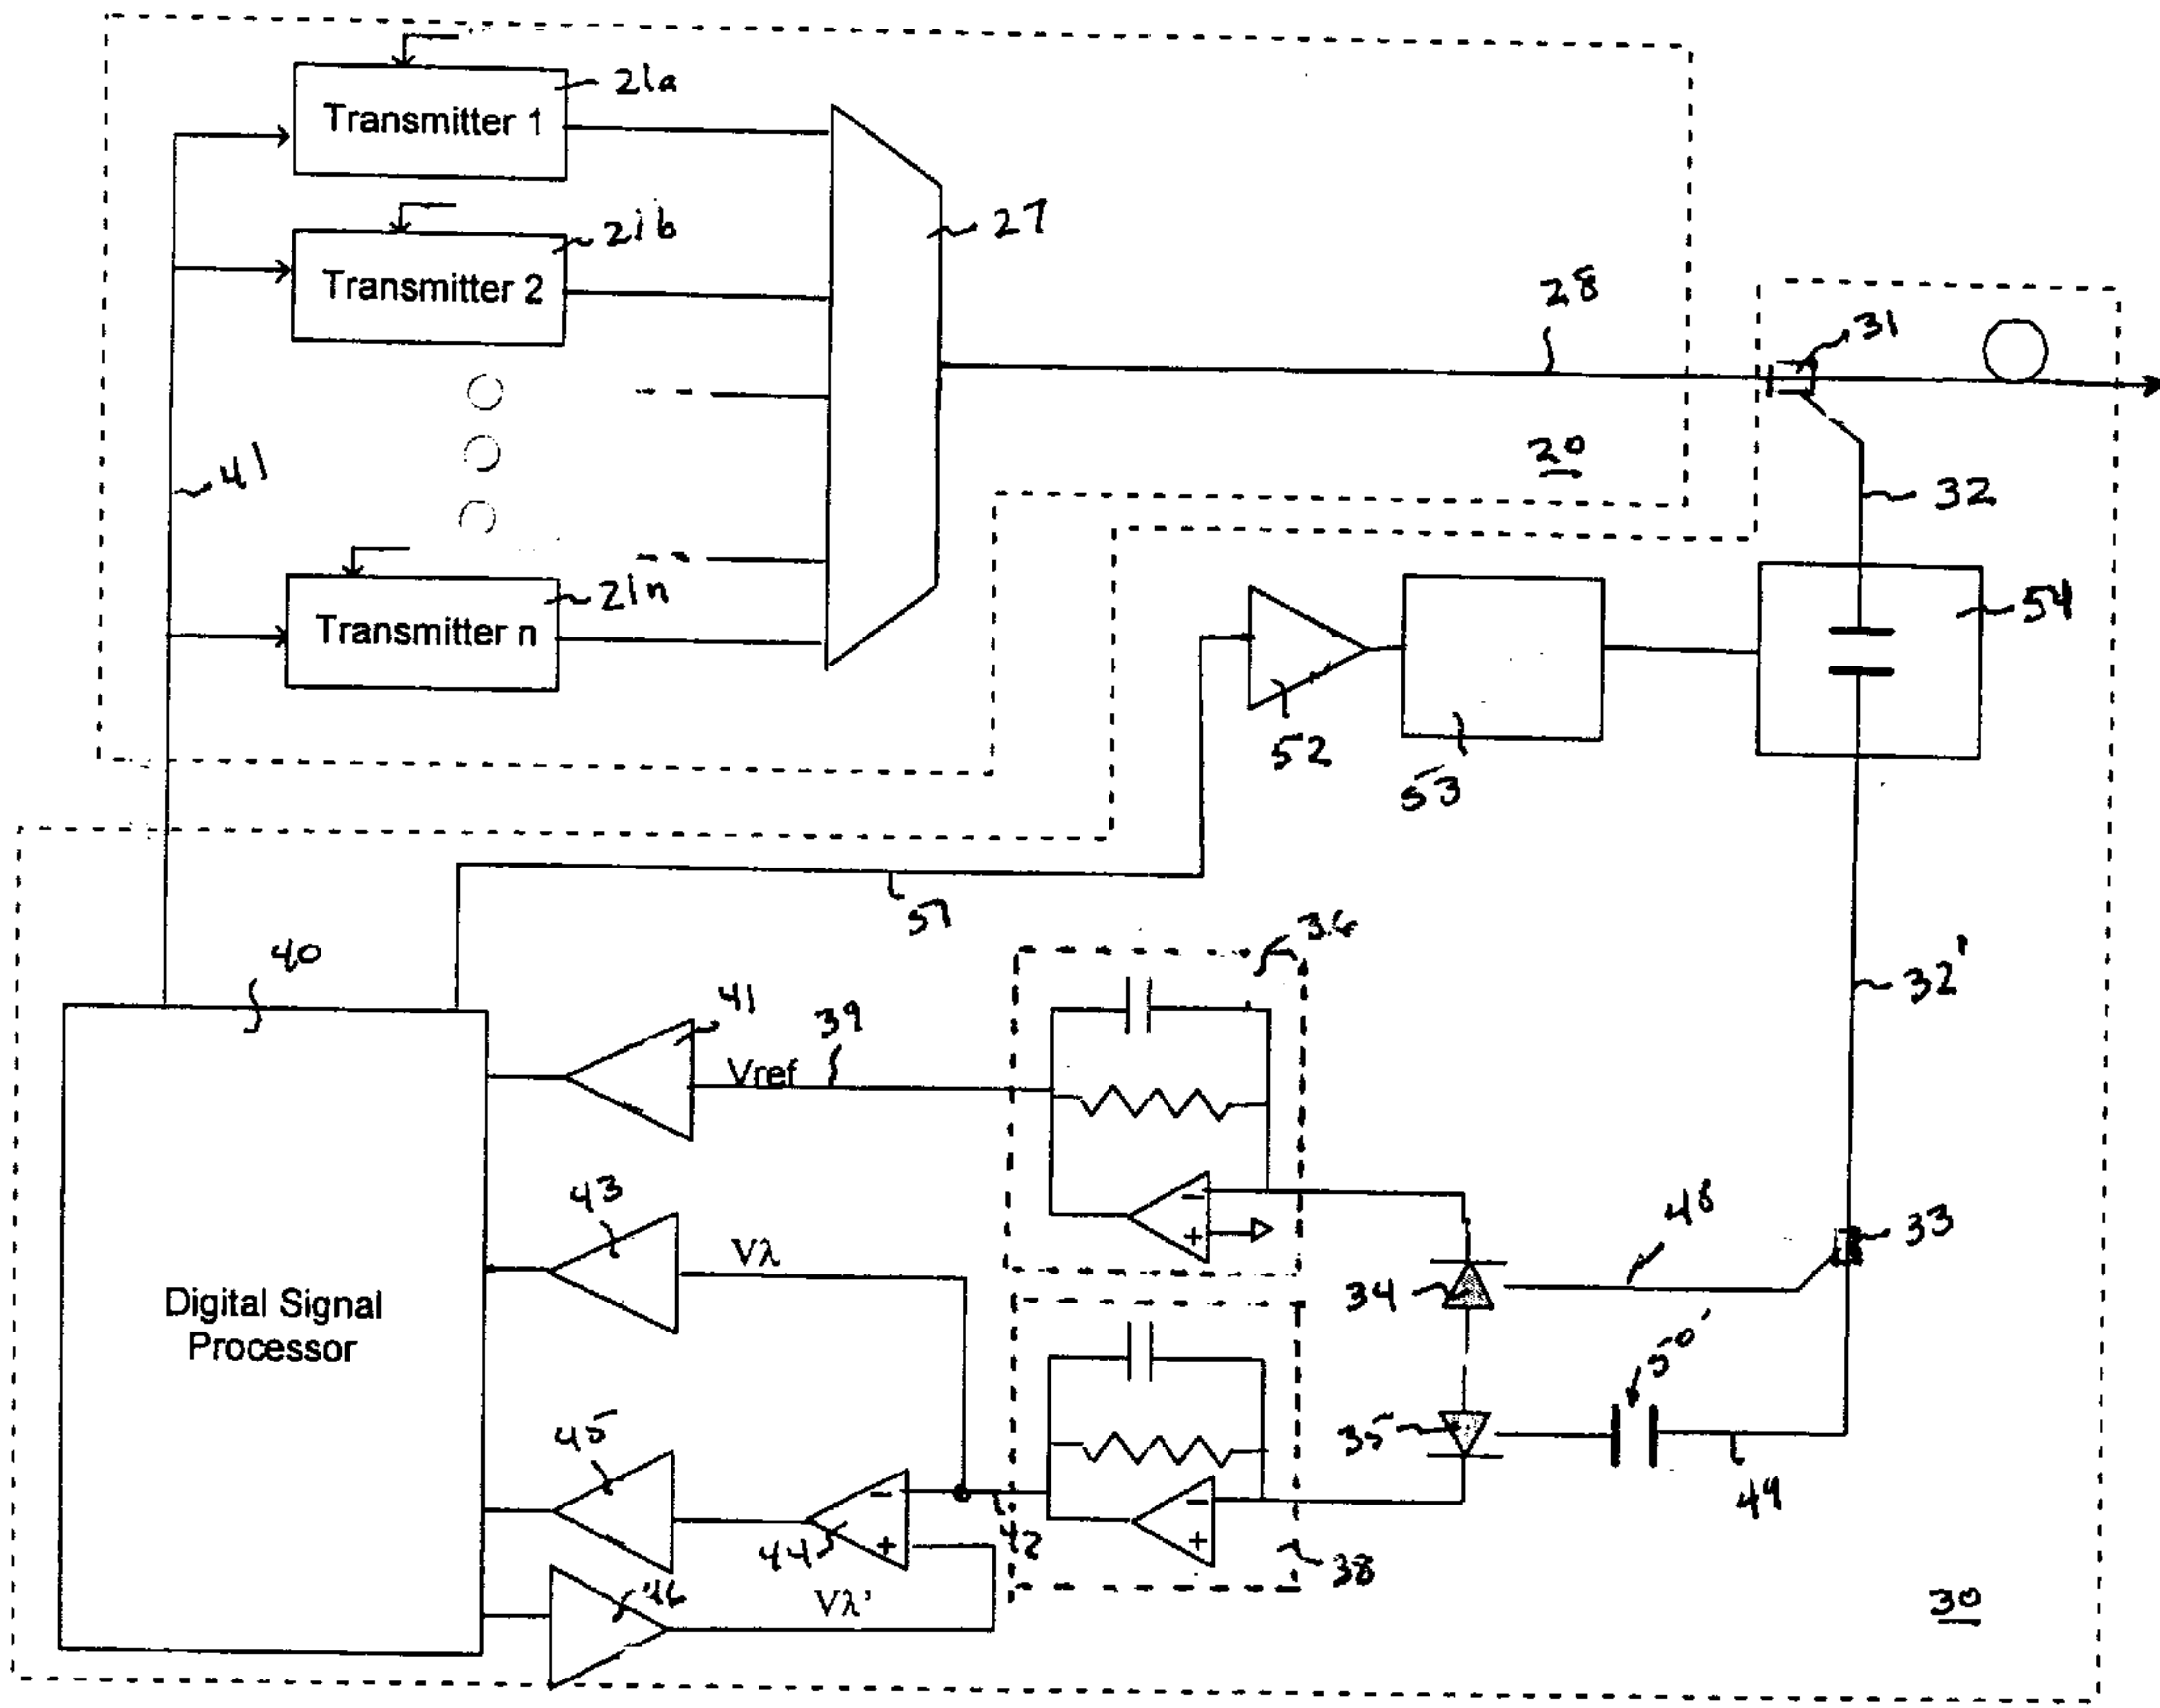 Transmitter 1
21a
Transmitter 2
21b
27
28
31
20
41
32
Transmitter n
21n
54
52
53
57
40
36
32'
41
39
Vref
43
48
33
Vλ
34
Digital Signal
Processor
50'
35
45
49
44
42
38
46
Vλ'
30